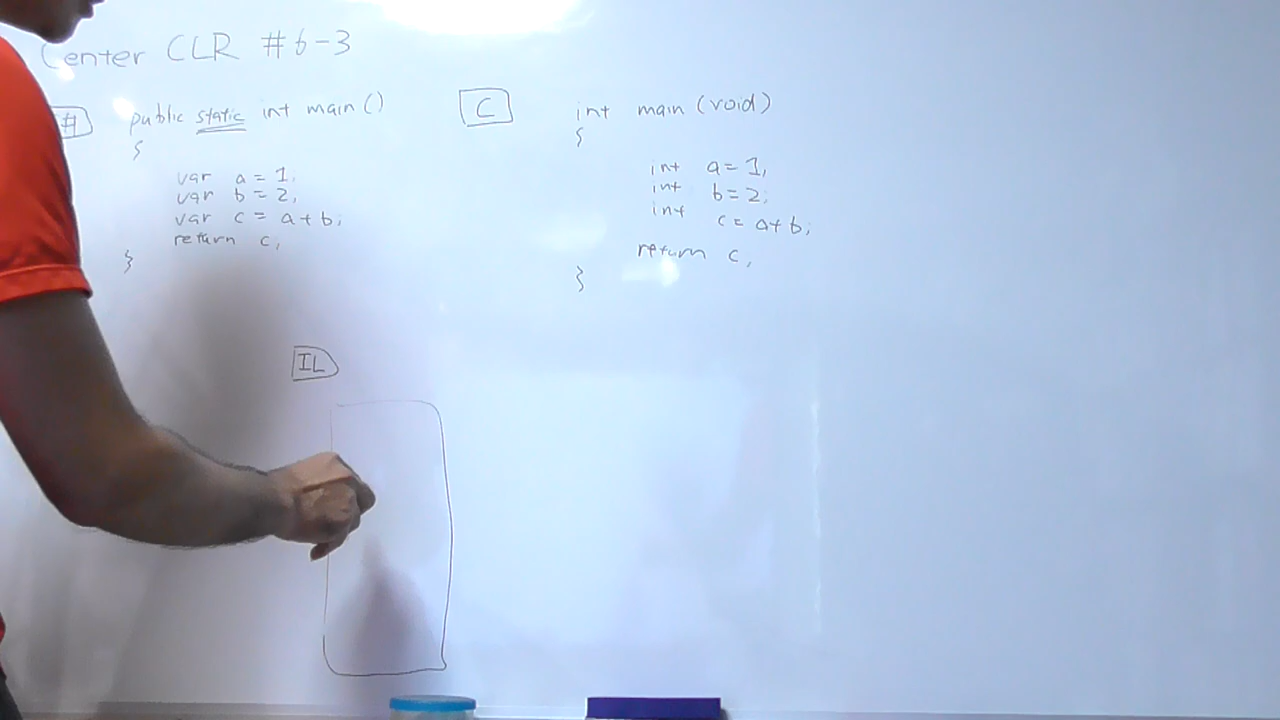 Center CLR #6-3
#
public static int main()
{
var a = 1;
var b = 2;
var c = a + b;
return c;
}
C
int main (void)
{
int a = 1;
int b = 2;
int c = a + b;
return c;
}
IL